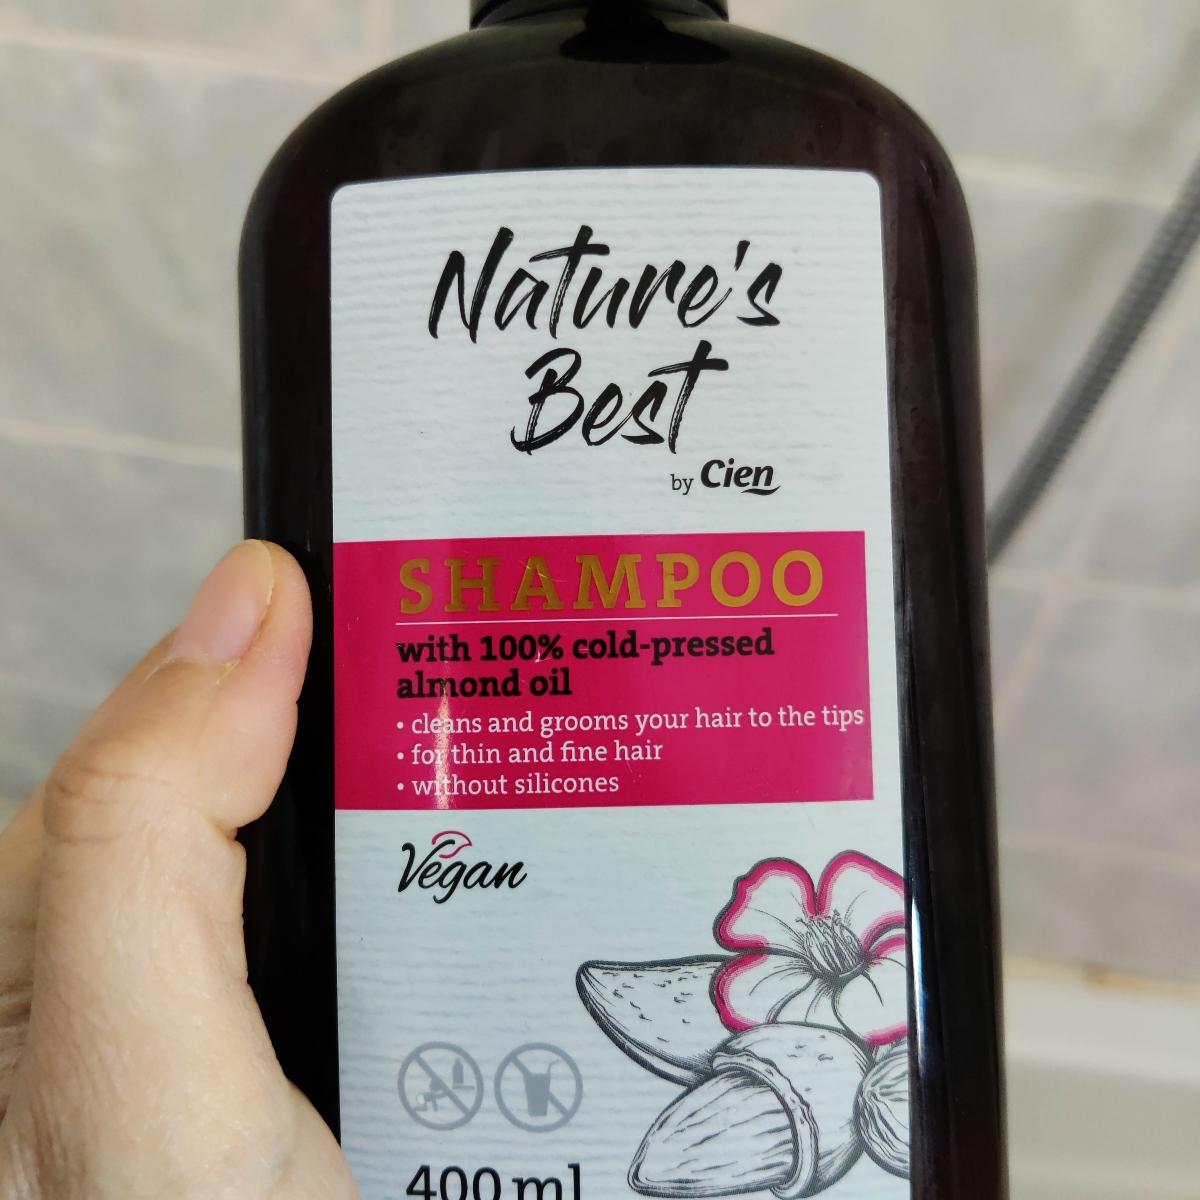 Nature's
Best
by Cien
SHAMPOO
with 100% cold-pressed
almond oil
• cleans and grooms your hair to the tips
• for thin and fine hair
• without silicones
Vegan
400 ml